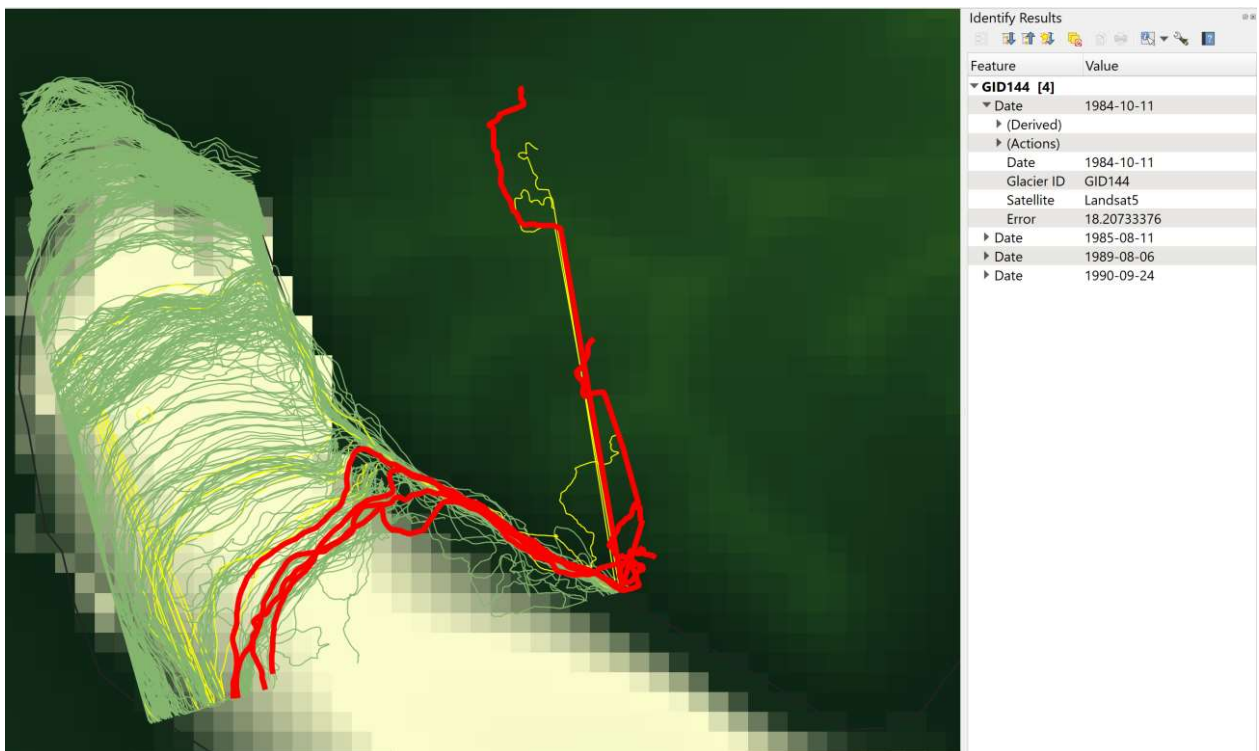 Identify Results
Feature Value
GID144 [4]
Date 1984-10-11
(Derived)
(Actions)
Date 1984-10-11
Glacier ID GID144
Satellite Landsat5
Error 18.20733376
Date 1985-08-11
Date 1989-08-06
Date 1990-09-24